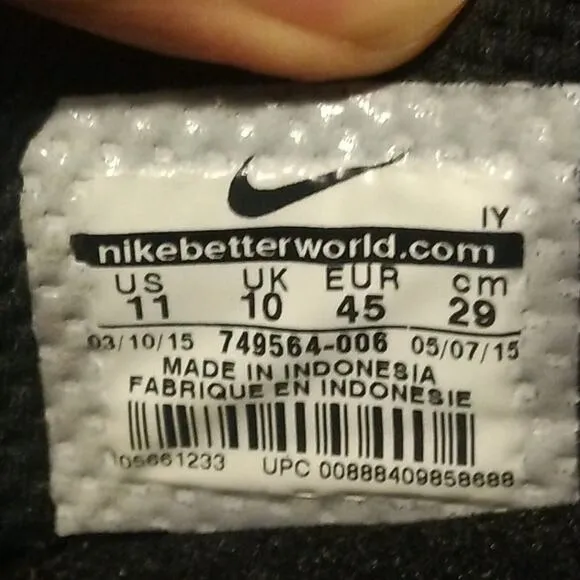 IY
nikebetterworld.com
US UK EUR cm
11 10 45 29
03/10/15 749564-006 05/07/15
MADE IN INDONESIA
FABRIQUE EN INDONESIE
05661233 UPC 00888409858688